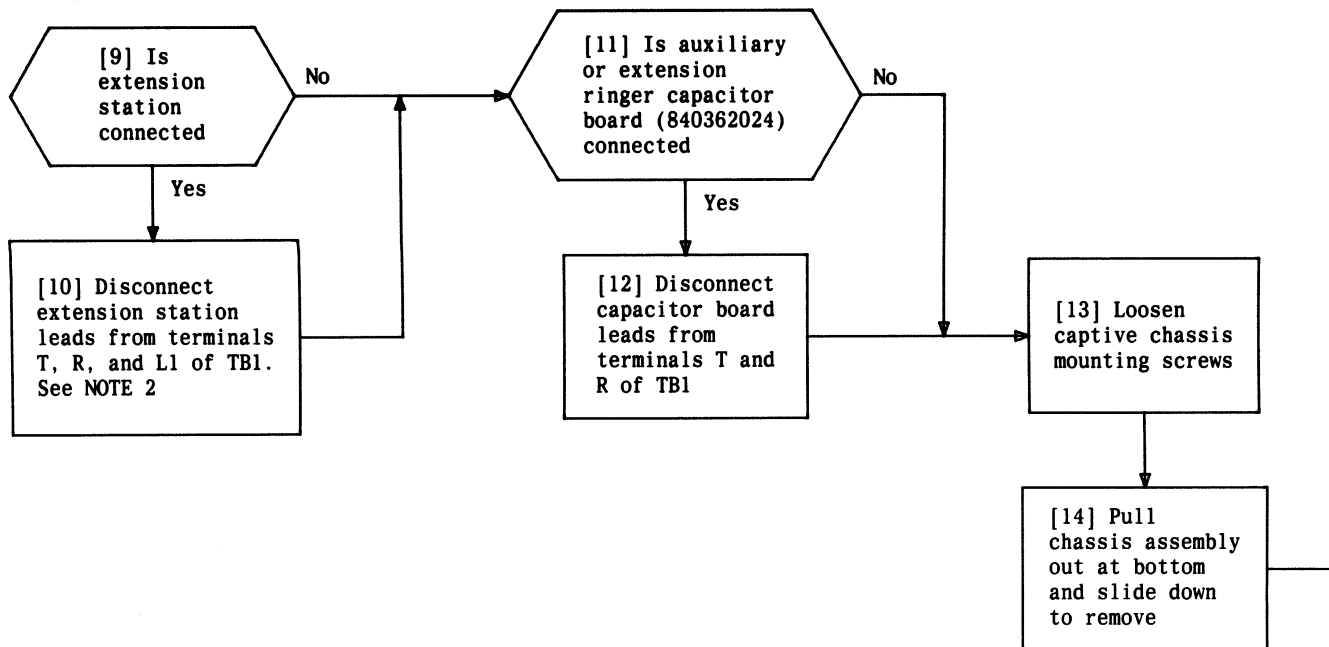 [9] Is
extension
station
connected
No
Yes
[10] Disconnect
extension station
leads from terminals
T, R, and L1 of TB1.
See NOTE 2
[11] Is auxiliary
or extension
ringer capacitor
board (840362024)
connected
No
Yes
[12] Disconnect
capacitor board
leads from
terminals T and
R of TB1
[13] Loosen
captive chassis
mounting screws
[14] Pull
chassis assembly
out at bottom
and slide down
to remove